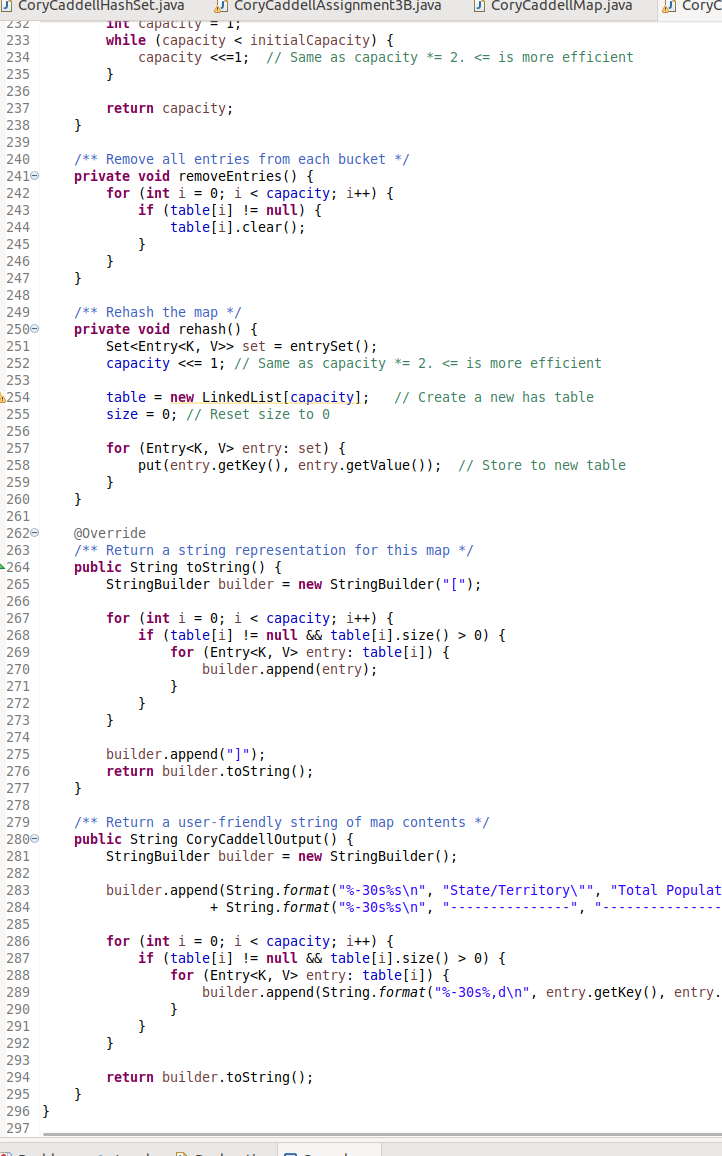 CoryCaddellHashSet.java CoryCaddellAssignment3B.java CoryCaddellMap.java
232 int capacity = 1;
233 while (capacity < initialCapacity) {
234 capacity <<=1; // Same as capacity *= 2. <= is more efficient
235 }
236
237 return capacity;
238 }
239
240 /** Remove all entries from each bucket */
241 private void removeEntries() {
242 for (int i = 0; i < capacity; i++) {
243 if (table[i] != null) {
244 table[i].clear();
245 }
246 }
247 }
248
249 /** Rehash the map */
250 private void rehash() {
251 Set<Entry<K, V>> set = entrySet();
252 capacity <<= 1; // Same as capacity *= 2. <= is more efficient
253
254 table = new LinkedList[capacity]; // Create a new has table
255 size = 0; // Reset size to 0
256
257 for (Entry<K, V> entry: set) {
258 put(entry.getKey(), entry.getValue()); // Store to new table
259 }
260 }
261
262 @Override
263 /** Return a string representation for this map */
264 public String toString() {
265 StringBuilder builder = new StringBuilder("[");
266
267 for (int i = 0; i < capacity; i++) {
268 if (table[i] != null && table[i].size() > 0) {
269 for (Entry<K, V> entry: table[i]) {
270 builder.append(entry);
271 }
272 }
273 }
274
275 builder.append("]");
276 return builder.toString();
277 }
278
279 /** Return a user-friendly string of map contents */
280 public String CoryCaddellOutput() {
281 StringBuilder builder = new StringBuilder();
282
283 builder.append(String.format("%-30s%s\n", "State/Territory\"", "Total Populat
284 + String.format("%-30s%s\n", "---------------", "---------------
285
286 for (int i = 0; i < capacity; i++) {
287 if (table[i] != null && table[i].size() > 0) {
288 for (Entry<K, V> entry: table[i]) {
289 builder.append(String.format("%-30s%,d\n", entry.getKey(), entry.
290 }
291 }
292 }
293
294 return builder.toString();
295 }
296 }
297